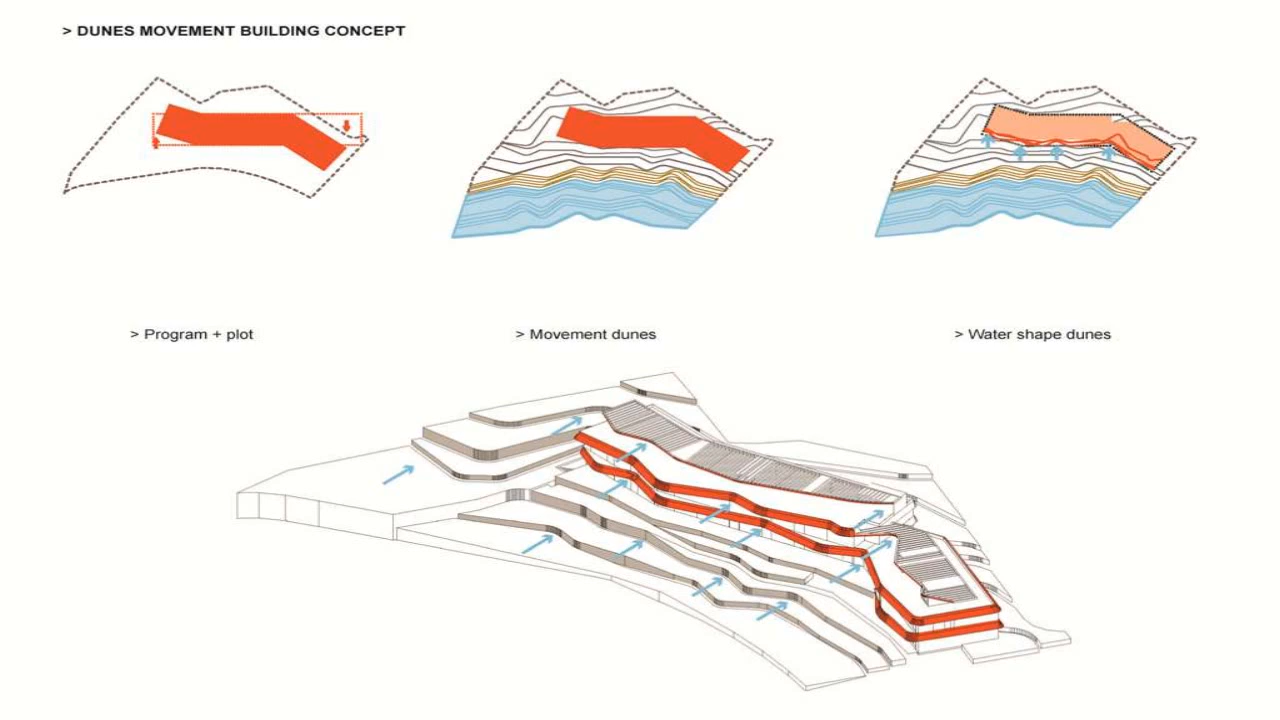 > DUNES MOVEMENT BUILDING CONCEPT
> Program + plot
> Movement dunes
> Water shape dunes